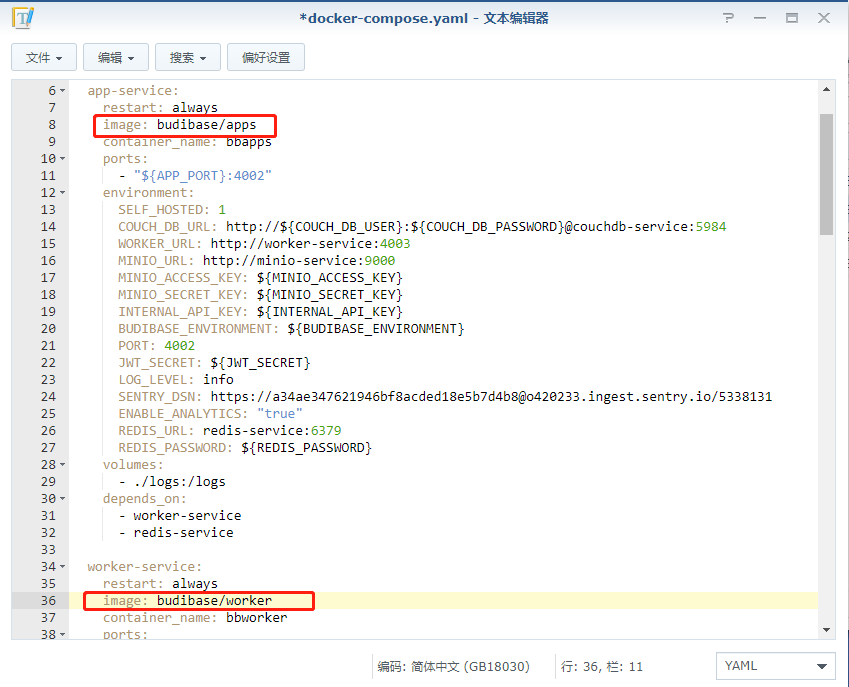 *docker-compose.yaml - 文本编辑器
文件 编辑 搜索 偏好设置
6 app-service:
7 restart: always
8 image: budibase/apps
9 container_name: bbapps
10 ports:
11 - "${APP_PORT}:4002"
12 environment:
13 SELF_HOSTED: 1
14 COUCH_DB_URL: http://${COUCH_DB_USER}:${COUCH_DB_PASSWORD}@couchdb-service:5984
15 WORKER_URL: http://worker-service:4003
16 MINIO_URL: http://minio-service:9000
17 MINIO_ACCESS_KEY: ${MINIO_ACCESS_KEY}
18 MINIO_SECRET_KEY: ${MINIO_SECRET_KEY}
19 INTERNAL_API_KEY: ${INTERNAL_API_KEY}
20 BUDIBASE_ENVIRONMENT: ${BUDIBASE_ENVIRONMENT}
21 PORT: 4002
22 JWT_SECRET: ${JWT_SECRET}
23 LOG_LEVEL: info
24 SENTRY_DSN: https://a34ae347621946bf8acded18e5b7d4b8@o420233.ingest.sentry.io/5338131
25 ENABLE_ANALYTICS: "true"
26 REDIS_URL: redis-service:6379
27 REDIS_PASSWORD: ${REDIS_PASSWORD}
28 volumes:
29 - ./logs:/logs
30 depends_on:
31 - worker-service
32 - redis-service
33
34 worker-service:
35 restart: always
36 image: budibase/worker
37 container_name: bbworker
38 ports:
编码: 简体中文 (GB18030) 行: 36, 栏: 11 YAML